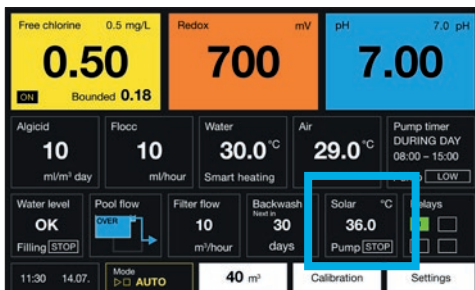 Free chlorine 0.5 mg/L
0.50
ON Bounded 0.18
Redox mV
700
pH 7.0 pH
7.00
Algicid
10
ml/m³ day
Flocc
10
ml/hour
Water
30.0°C
Smart heating
Air
29.0°C
Pump timer
DURING DAY
08:00 – 15:00
LOW
Water level
OK
Filling STOP
Pool flow
OVER
Filter flow
10
m³/hour
Backwash
Next in
30
days
Solar °C
36.0
Pump STOP
11:30 14.07.
Mode
AUTO
40 m³
Calibration
Settings